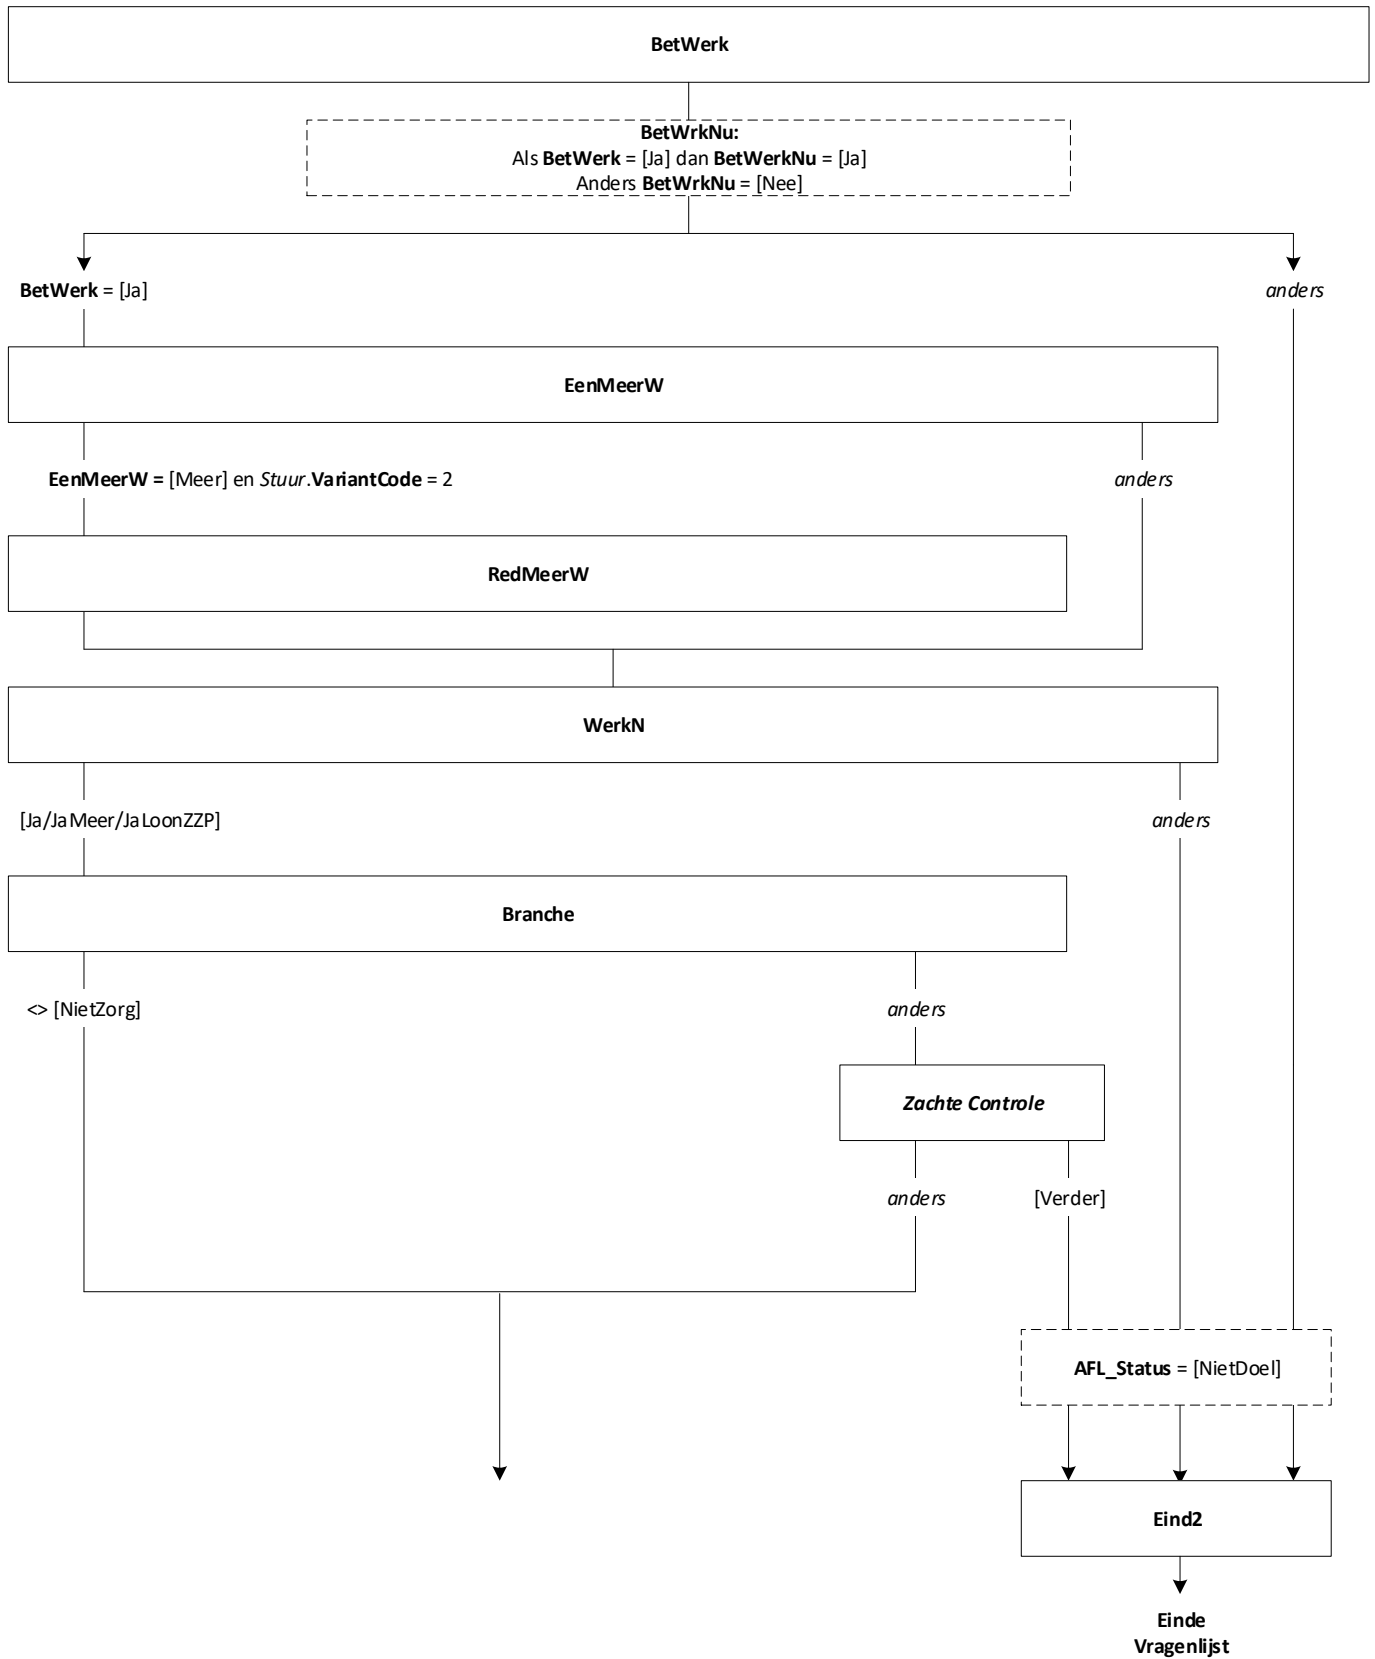 BetWerk
BetWrkNu:
Als BetWerk = [Ja] dan BetWerkNu = [Ja]
Anders BetWrkNu = [Nee]
BetWerk = [Ja]
anders
EenMeerW
EenMeerW = [Meer] en Stuur.VariantCode = 2
anders
RedMeerW
WerkN
[Ja/JaMeer/JaLoonZZP]
anders
Branche
<> [NietZorg]
anders
Zachte Controle
anders
[Verder]
AFL_Status = [NietDoel]
Eind2
Einde
Vragenlijst